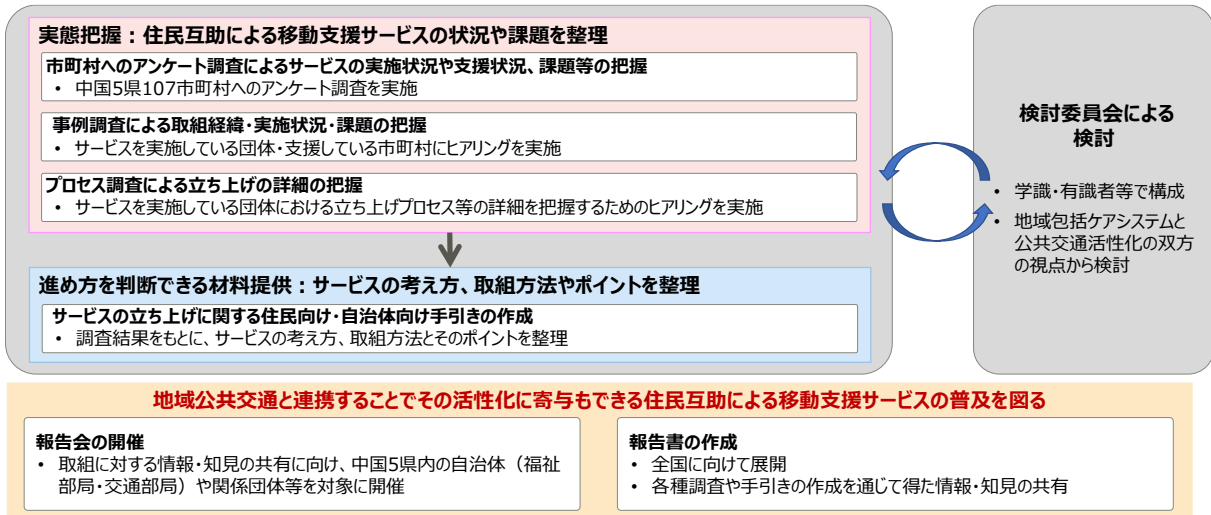 実態把握：住民互助による移動支援サービスの状況や課題を整理
市町村へのアンケート調査によるサービスの実施状況や支援状況、課題等の把握
• 中国5県107市町村へのアンケート調査を実施
事例調査による取組経緯・実施状況・課題の把握
• サービスを実施している団体・支援している市町村にヒアリングを実施
プロセス調査による立ち上げの詳細の把握
• サービスを実施している団体における立ち上げプロセス等の詳細を把握するためのヒアリングを実施
進め方を判断できる材料提供：サービスの考え方、取組方法やポイントを整理
サービスの立ち上げに関する住民向け・自治体向け手引きの作成
• 調査結果をもとに、サービスの考え方、取組方法とそのポイントを整理
検討委員会による
検討
• 学識・有識者等で構成
• 地域包括ケアシステムと
公共交通活性化の双方
の視点から検討
地域公共交通と連携することでその活性化に寄与もできる住民互助による移動支援サービスの普及を図る
報告会の開催
• 取組に対する情報・知見の共有に向け、中国5県内の自治体（福祉
部局・交通部局）や関係団体等を対象に開催
報告書の作成
• 全国に向けて展開
• 各種調査や手引きの作成を通じて得た情報・知見の共有